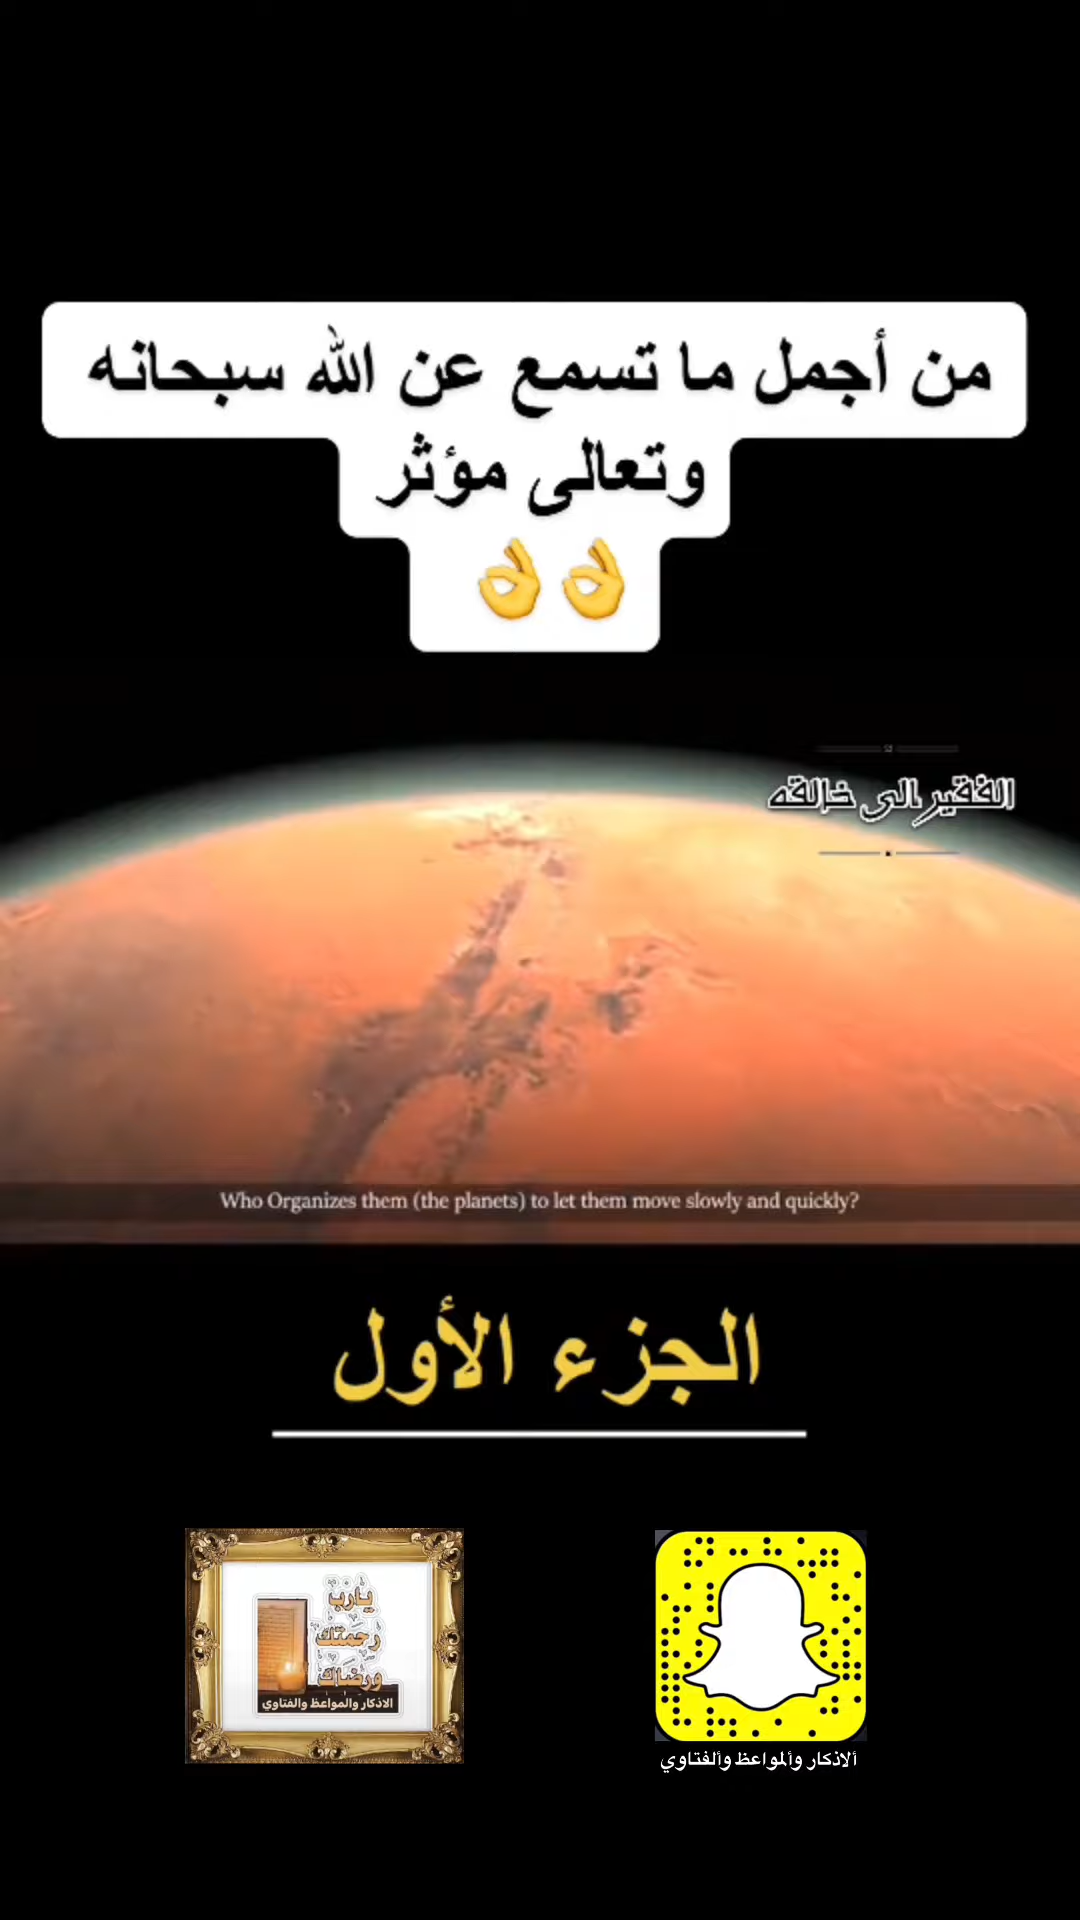 من أجمل ما تسمع عن الله سبحانه
وتعالى مؤثر
👌👌
الفقير الى خالقه
Who Organizes them (the planets) to let them move slowly and quickly?
الجزء الأول
يارب
رحمتك
ورضاك
الاذكار والمواعظ والفتاوي
ألاذكار وألمواعظ وألفتاوي